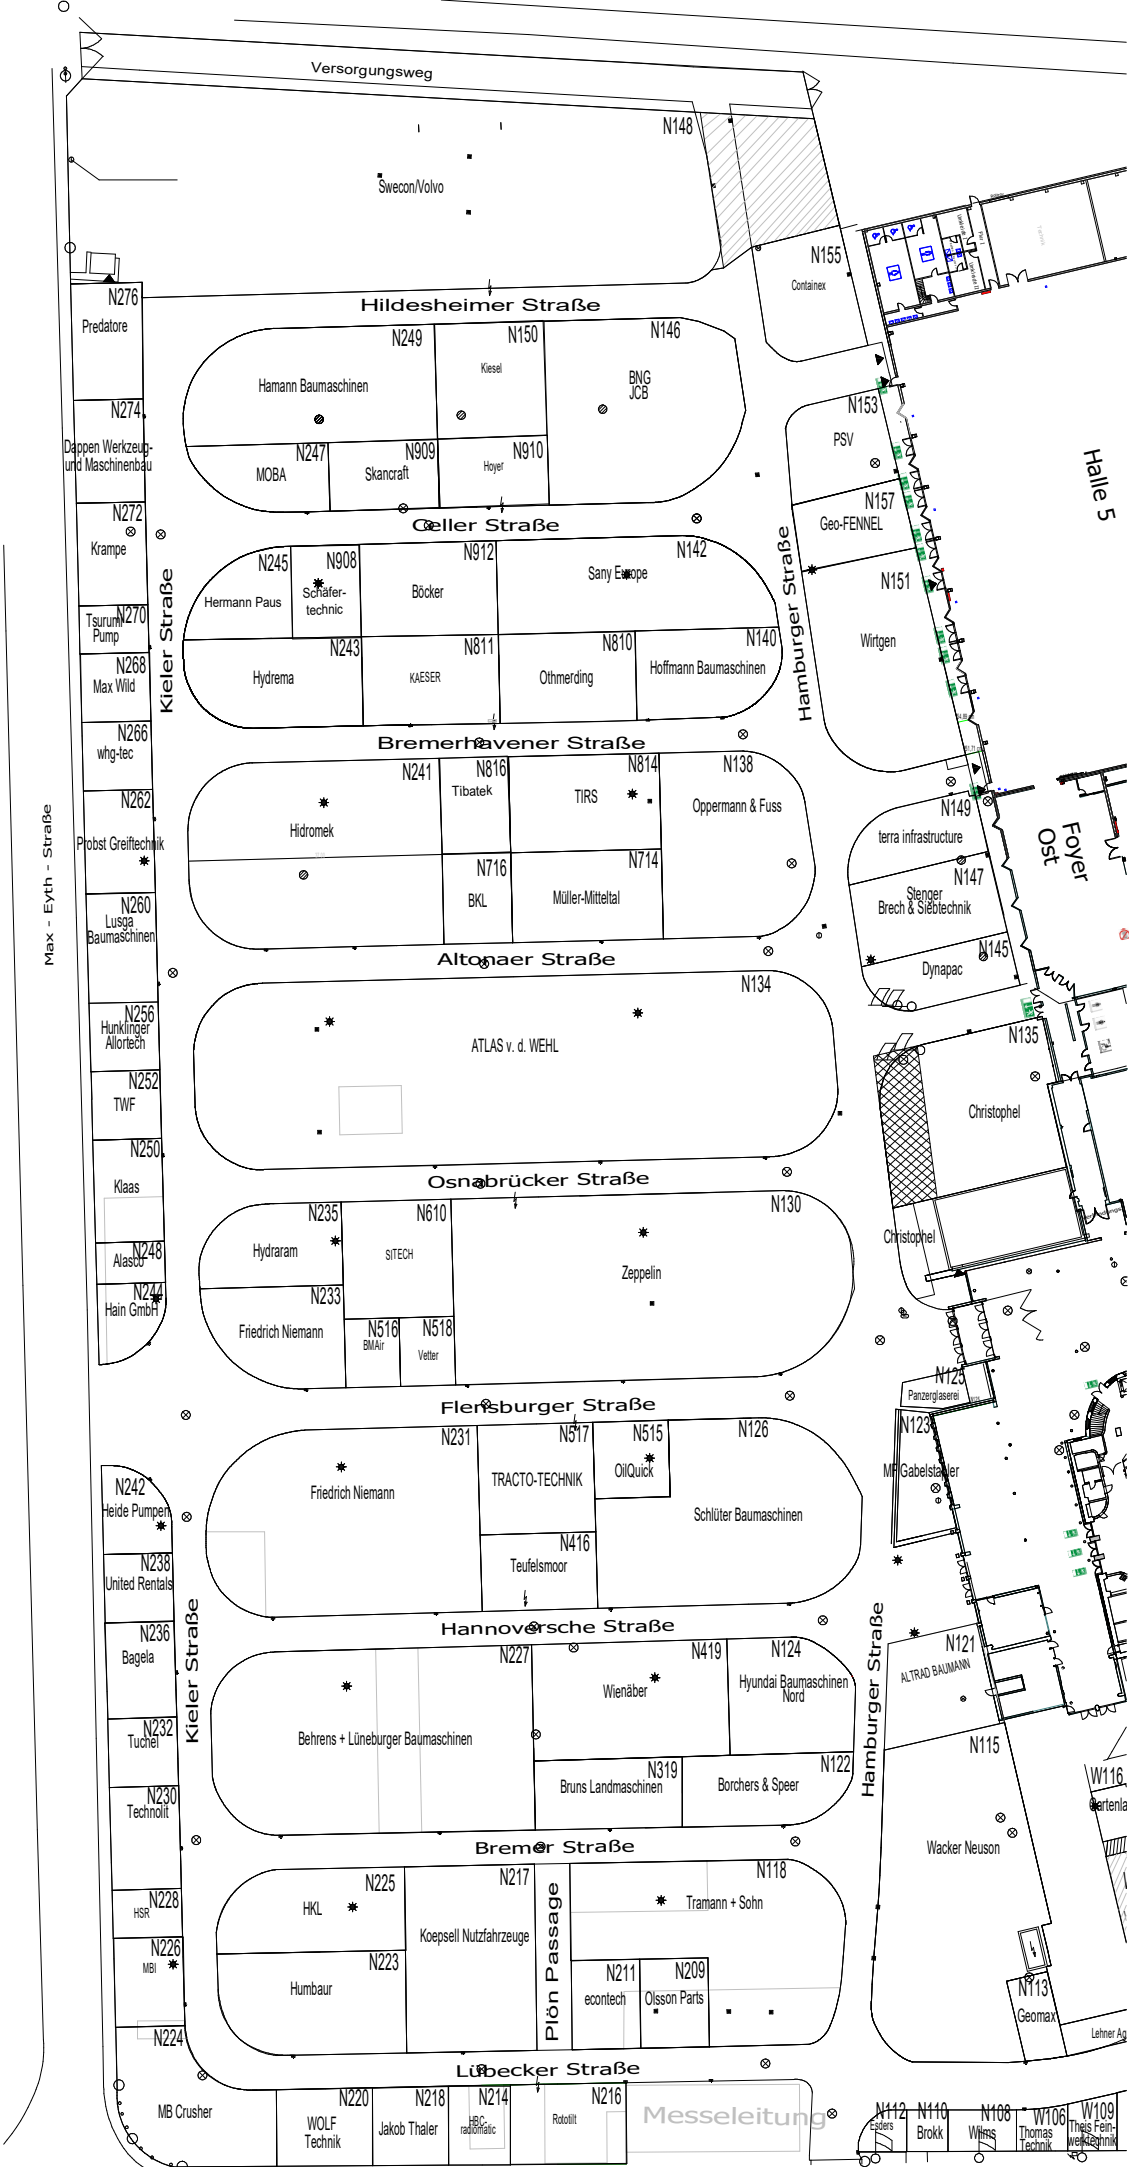 Versorgungsweg
N148
Swecon/Volvo
N155
Containex
N276
Predatore
Hildesheimer Straße
N249
Hamann Baumaschinen
N150
Kiesel
N146
BNG
JCB
N274
Dappen Werkzeug-
und Maschinenbau
N247
MOBA
N909
Skancraft
N910
Hoyer
N153
PSV
Halle 5
N272
Krampe
Celler Straße
N157
Geo-FENNEL
N245
Hermann Paus
N908
Schäfer-
technic
N912
Böcker
N142
Sany Europe
N151
Wirtgen
Kieler Straße
Hamburger Straße
N270
Tsurumi
Pump
N268
Max Wild
N243
Hydrema
N811
KAESER
N810
Othmerding
N140
Hoffmann Baumaschinen
N266
whg-tec
Bremerhavener Straße
N262
Probst Greiftechnik
N241
Hidromek
N816
Tibatek
N814
TIRS
N138
Oppermann & Fuss
N149
terra infrastructure
Foyer
Ost
Max - Eyth - Straße
N260
Lusga
Baumaschinen
N716
BKL
N714
Müller-Mitteltal
N147
Stenger
Brech & Siebtechnik
N145
Dynapac
Altonaer Straße
N256
Hunklinger
Allortech
N134
ATLAS v. d. WEHL
N135
Christophel
N252
TWF
N250
Klaas
Osnabrücker Straße
N248
Alasco
N244
Hain GmbH
N235
Hydraram
N610
SITECH
N130
Zeppelin
Christophel
N233
Friedrich Niemann
N516
BMAir
N518
Vetter
N125
Panzerglaserei
Flensburger Straße
N123
MF Gabelstapler
N242
Heide Pumpen
N231
Friedrich Niemann
N517
TRACTO-TECHNIK
N515
OilQuick
N126
Schlüter Baumaschinen
N238
United Rentals
N416
Teufelsmoor
Hannoversche Straße
Kieler Straße
Hamburger Straße
N236
Bagela
N227
Behrens + Lüneburger Baumaschinen
N419
Wienäber
N124
Hyundai Baumaschinen
Nord
N121
ALTRAD BAUMANN
N232
Tuchel
N319
Bruns Landmaschinen
N122
Borchers & Speer
N115
Wacker Neuson
W116
N230
Technolit
Bremer Straße
N228
HSR
N225
HKL
N217
Koepsell Nutzfahrzeuge
Plön Passage
N118
Tramann + Sohn
N226
MBI
N223
Humbaur
N211
econtech
N209
Olsson Parts
N113
Geomax
Lehner Ag
N224
MB Crusher
Lübecker Straße
N220
WOLF
Technik
N218
Jakob Thaler
N214
HBC-
radiomatic
N216
Rototilt
Messeleitung
N112
Esders
N110
Brokk
N108
Wilms
W106
Thomas
Technik
W109
Theis Fein-
werktechnik